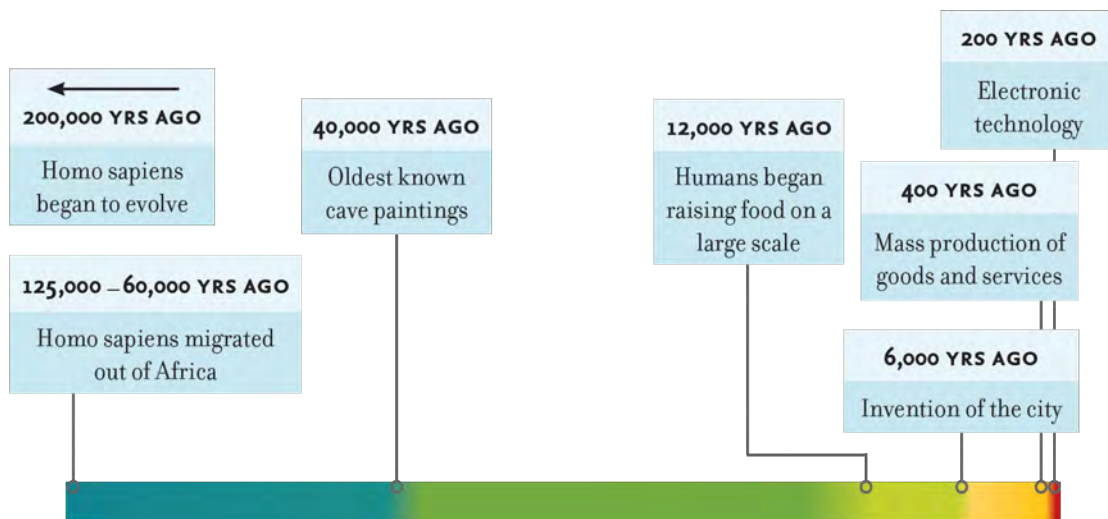 200,000 YRS AGO
Homo sapiens
began to evolve
125,000 – 60,000 YRS AGO
Homo sapiens migrated
out of Africa
40,000 YRS AGO
Oldest known
cave paintings
12,000 YRS AGO
Humans began
raising food on a
large scale
200 YRS AGO
Electronic
technology
400 YRS AGO
Mass production of
goods and services
6,000 YRS AGO
Invention of the city